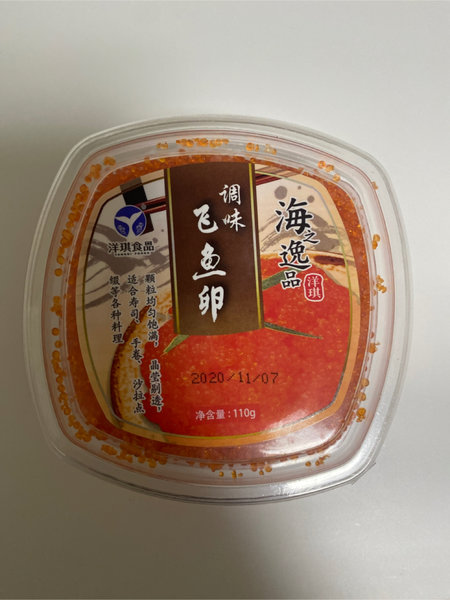 调味
飞鱼卵
海之逸品
洋琪
洋琪食品
颗粒均匀饱满，晶莹剔透，
适合寿司、手卷、沙拉点
缀等各种料理
2020/11/07
净含量:110g